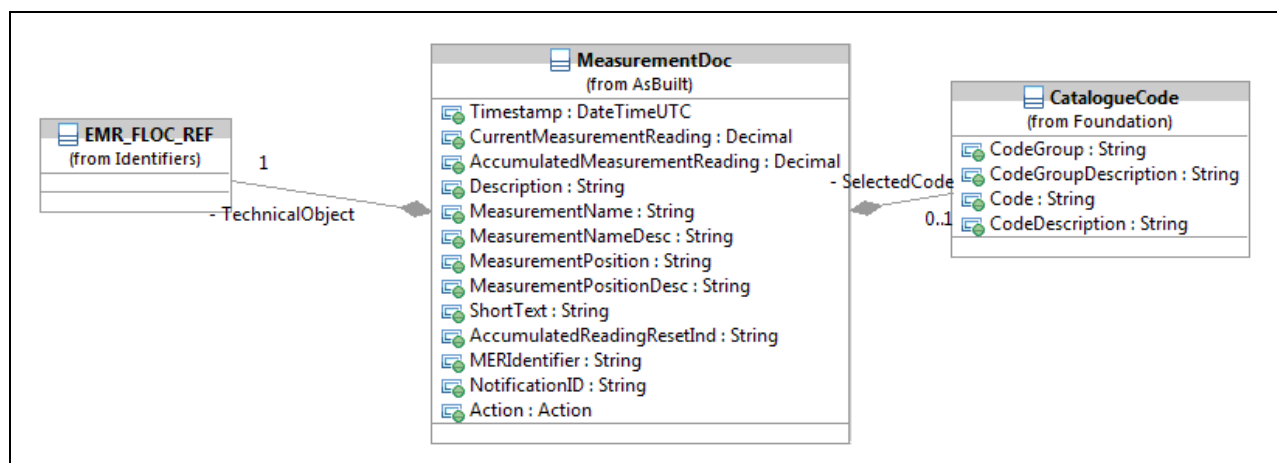 EMR_FLOC_REF
(from Identifiers)
1
- TechnicalObject
MeasurementDoc
(from AsBuilt)
Timestamp : DateTimeUTC
CurrentMeasurementReading : Decimal
AccumulatedMeasurementReading : Decimal
Description : String
MeasurementName : String
MeasurementNameDesc : String
MeasurementPosition : String
MeasurementPositionDesc : String
ShortText : String
AccumulatedReadingResetInd : String
MERIdentifier : String
NotificationID : String
Action : Action
- SelectedCode
0..1
CatalogueCode
(from Foundation)
CodeGroup : String
CodeGroupDescription : String
Code : String
CodeDescription : String